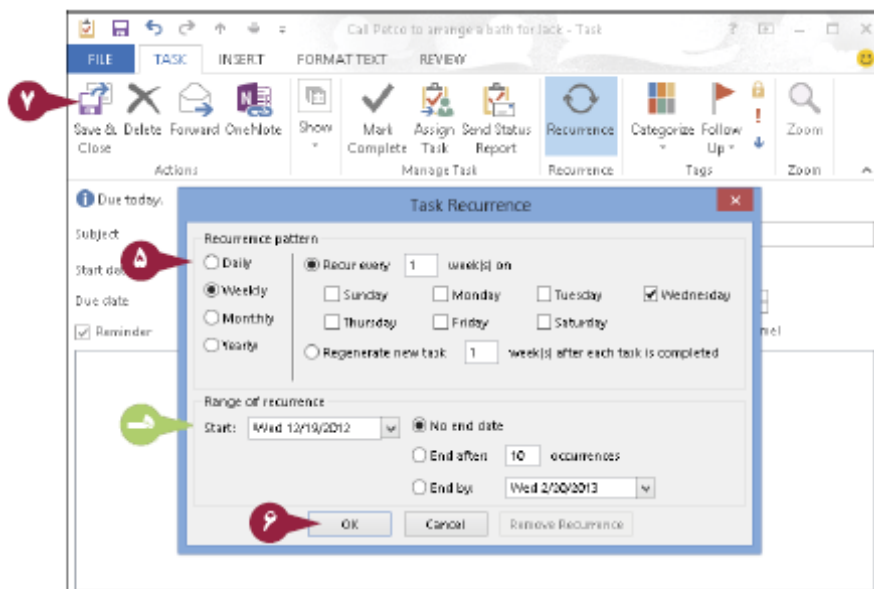 Call Petco to arrange a bath for Jack - Task
FILE TASK INSERT FORMAT TEXT REVIEW
۷
Save & Close Delete Forward OneNote Show Mark Complete Assign Task Send Status Report Recurrence Categorize Follow Up Zoom
Actions Manage Task Recurrence Tags Zoom
Due today.
Task Recurrence
Subject
Recurrence pattern
۵
Start da
Daily Recur every 1 week(s) on
Due date
Weekly Sunday Monday Tuesday Wednesday
Reminder
Monthly Thursday Friday Saturday
Yearly Regenerate new task 1 week(s) after each task is completed
Range of recurrence
Start: Wed 12/19/2012 No end date
End after: 10 occurrences
End by: Wed 2/20/2013
۶
OK Cancel Remove Recurrence